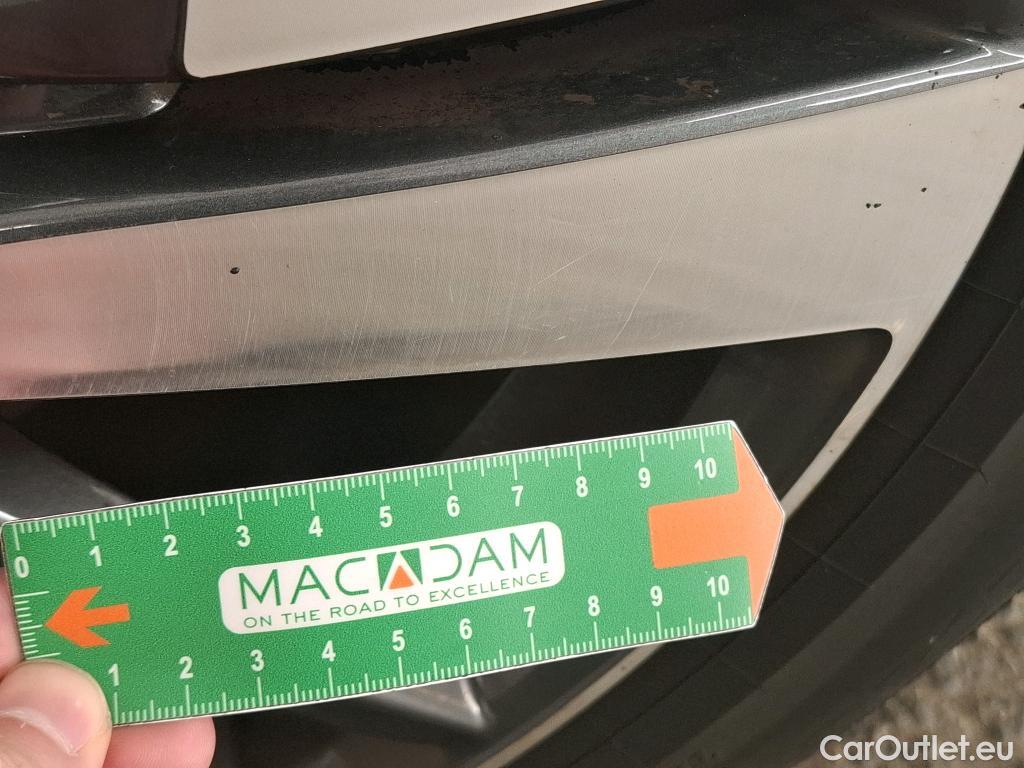 0 1 2 3 4 5 6 7 8 9 10
MACADAM
ON THE ROAD TO EXCELLENCE
1 2 3 4 5 6 7 8 9 10
CarOutlet.eu